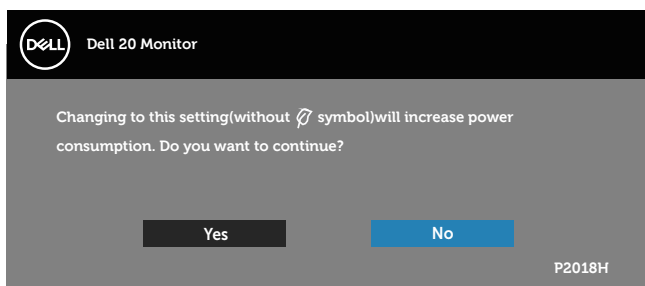 DELL
Dell 20 Monitor
Changing to this setting(without symbol)will increase power
consumption. Do you want to continue?
Yes
No
P2018H